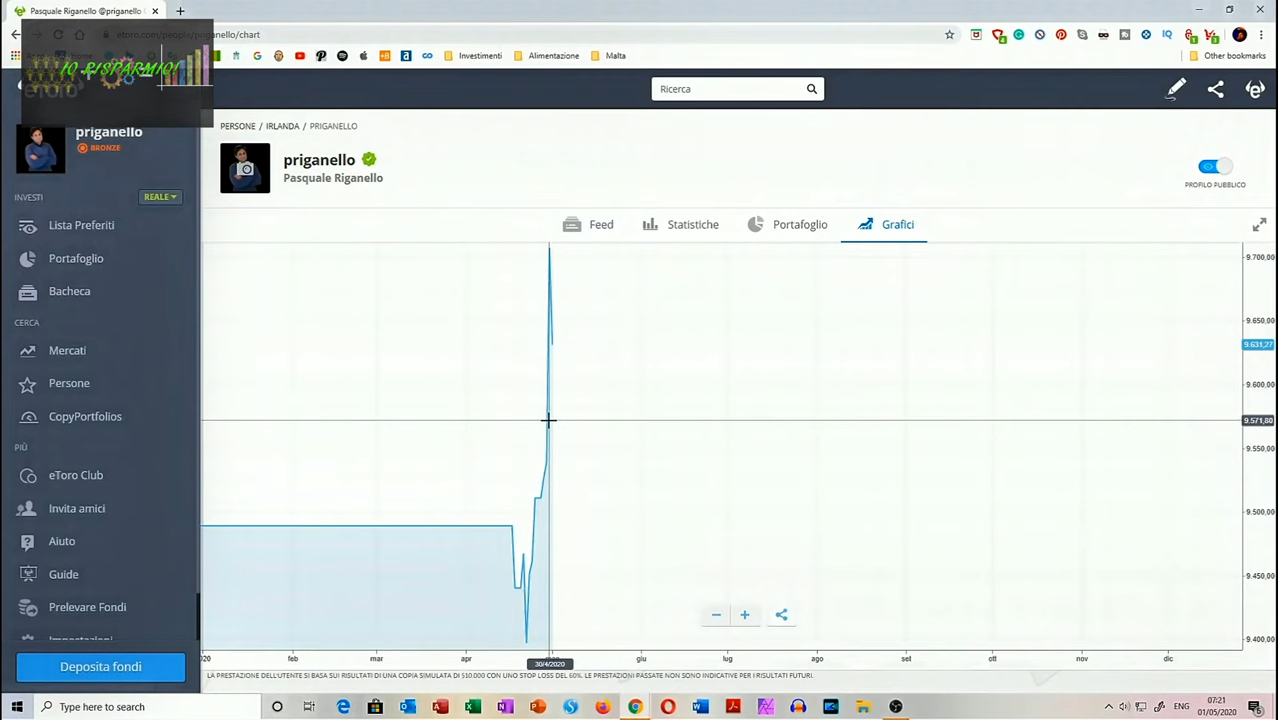 Pasquale Riganello @priganello
etoro.com/people/priganello/chart
Investimenti
Alimentazione
Malta
Other bookmarks
IO RISPARMIO!
eToro
Ricerca
priganello
BRONZE
INVESTI
REALE
Lista Preferiti
Portafoglio
Bacheca
CERCA
Mercati
Persone
CopyPortfolios
PIÙ
eToro Club
Invita amici
Aiuto
Guide
Prelevare Fondi
Impostazioni
Deposita fondi
PERSONE / IRLANDA / PRIGANELLO
priganello
Pasquale Riganello
PROFILO PUBBLICO
Feed
Statistiche
Portafoglio
Grafici
9.700,00
9.650,00
9.631,27
9.600,00
9.571,80
9.550,00
9.500,00
9.450,00
9.400,00
2020 feb mar apr 30/4/2020 giu lug ago set ott nov dic
LA PRESTAZIONE DELL'UTENTE SI BASA SUI RISULTATI DI UNA COPIA SIMULATA DI $10.000 CON UNO STOP LOSS DEL 60%. LE PRESTAZIONI PASSATE NON SONO INDICATIVE PER I RISULTATI FUTURI.
Type here to search
ENG
07:21
01/05/2020